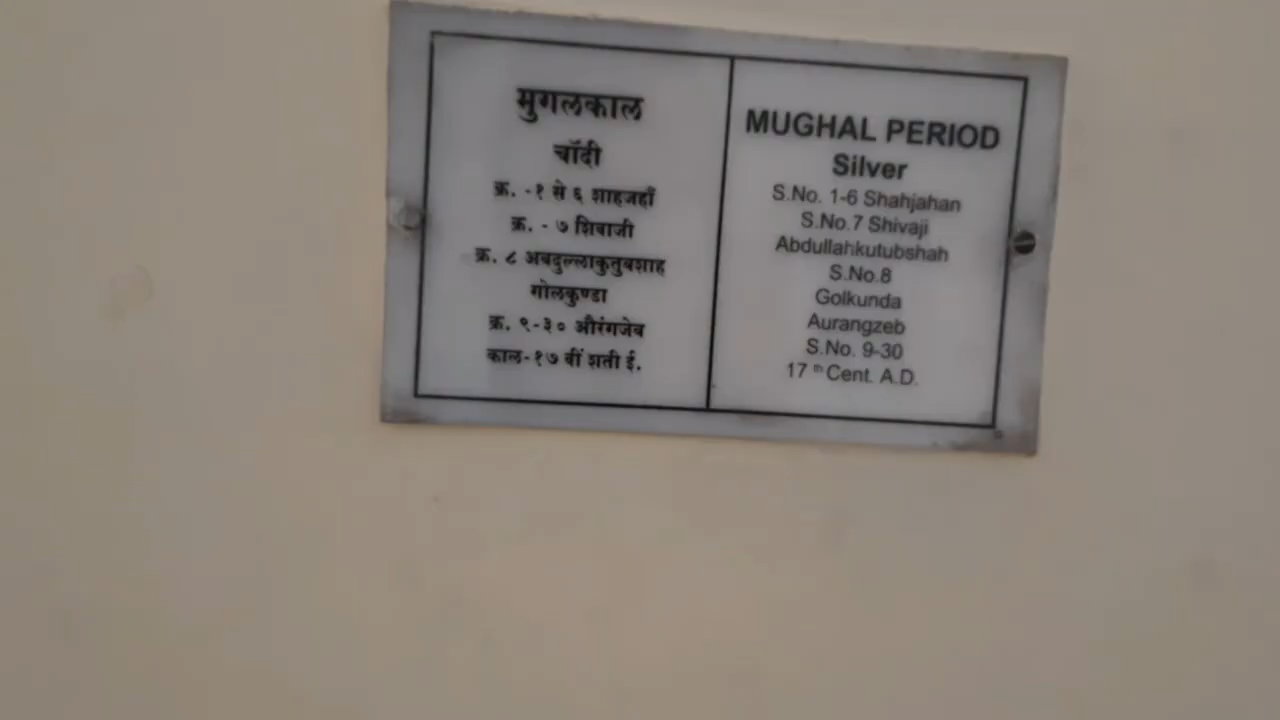 मुगलकाल
चाँदी
क्र. -१ से ६ शाहजहाँ
क्र. - ७ शिवाजी
क्र. ८ अबदुल्लाकुतुबशाह
गोलकुण्डा
क्र. ९-३० औरंगजेब
काल-१७ वीं शती ई.
MUGHAL PERIOD
Silver
S.No. 1-6 Shahjahan
S.No.7 Shivaji
Abdullahkutubshah
S.No.8
Golkunda
Aurangzeb
S.No. 9-30
17 th Cent. A.D.